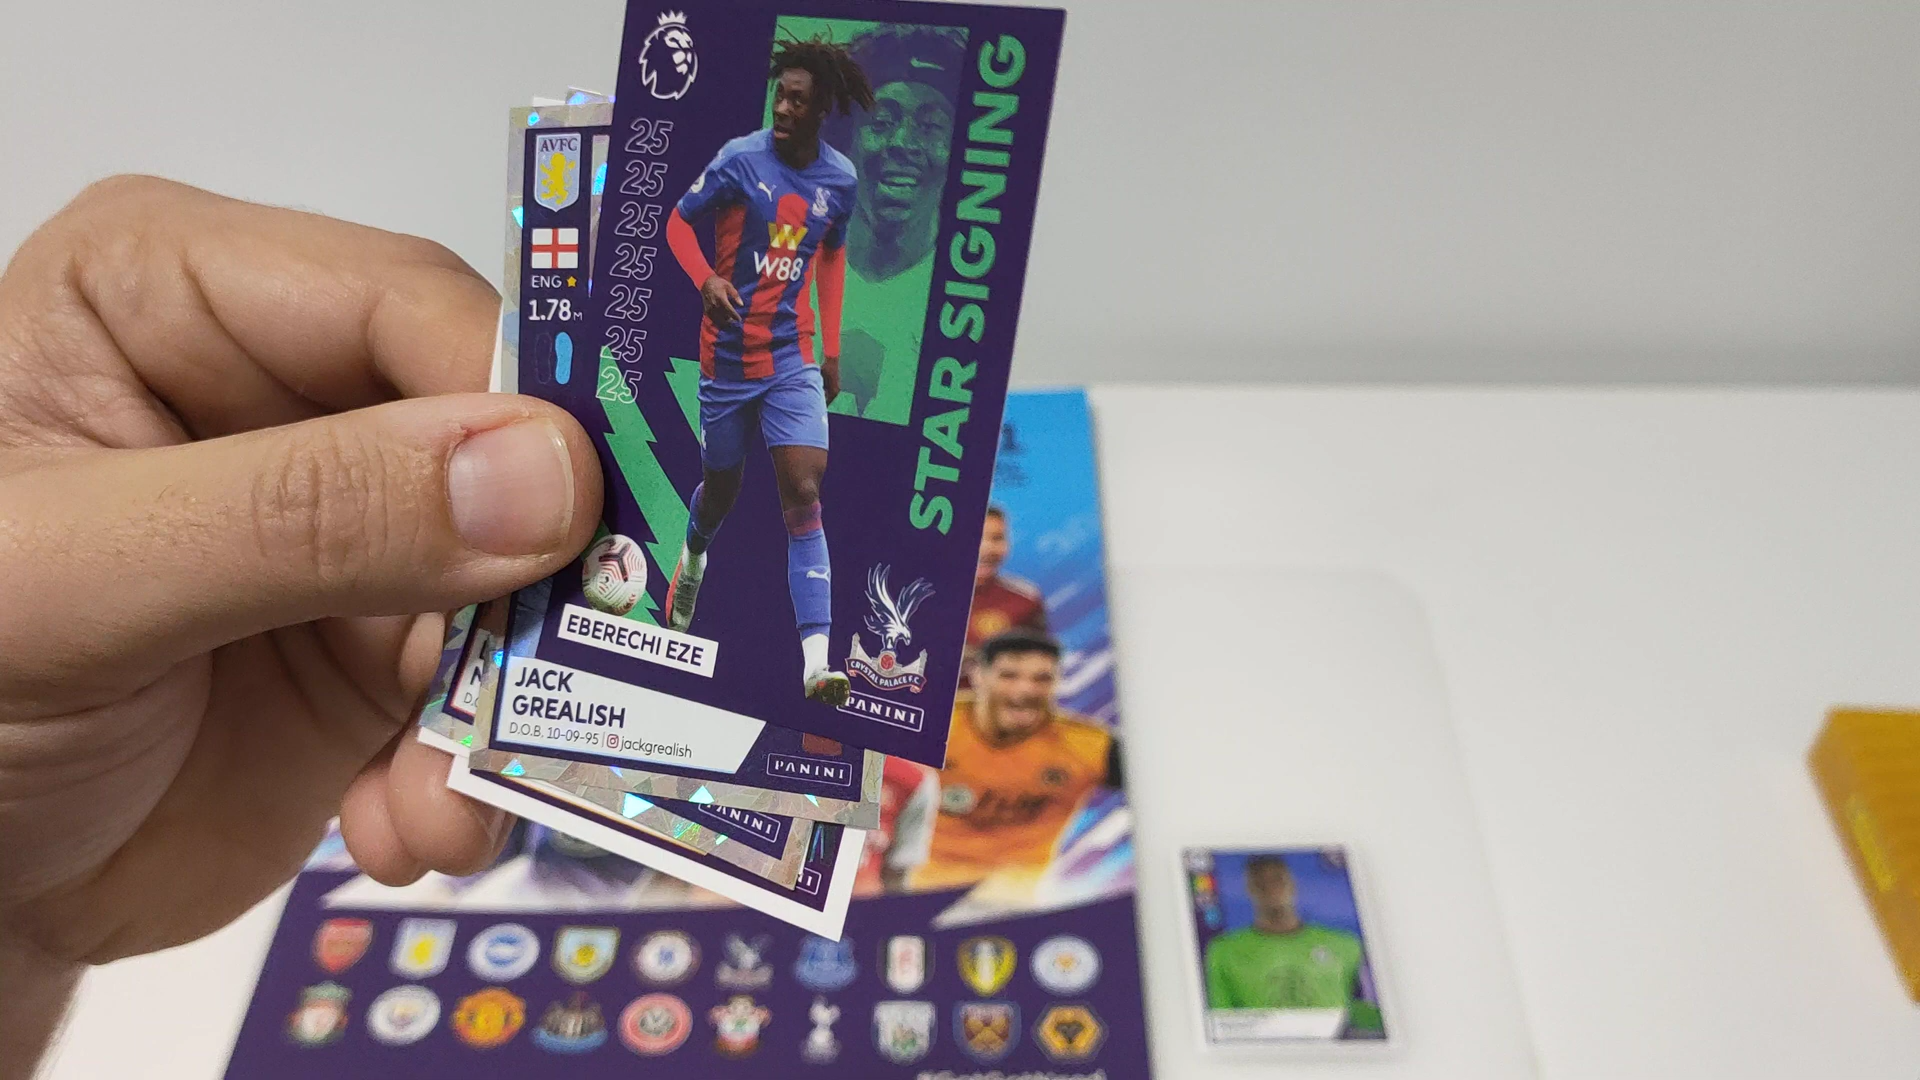 25
25
25
25
25
25
25
STAR SIGNING
W88
EBERECHI EZE
CRYSTAL PALACE F.C.
PANINI
AVFC
ENG
1.78 M
JACK
GREALISH
D.O.B. 10-09-95 | jackgrealish
PANINI
PANINI